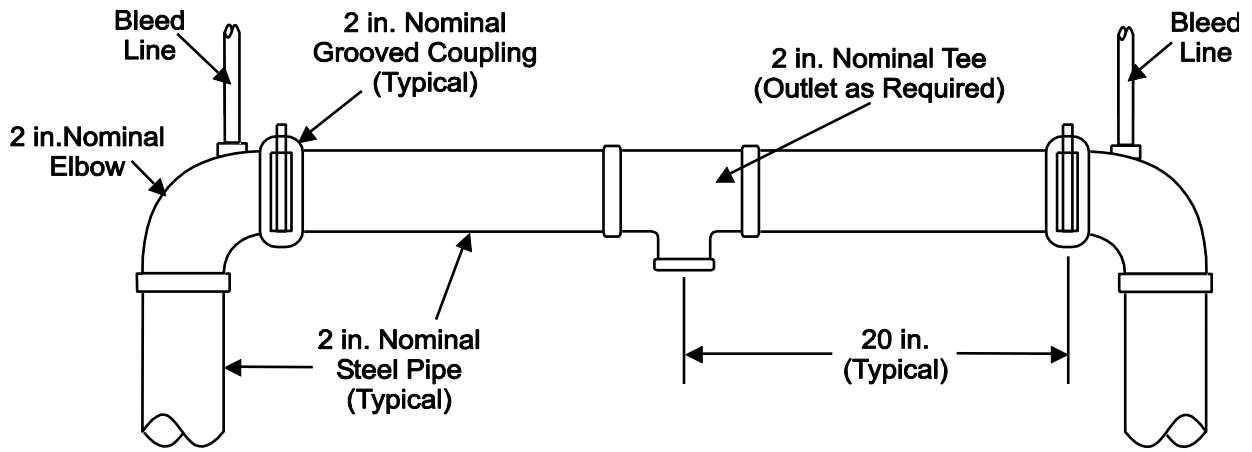 Bleed
Line
2 in. Nominal
Grooved Coupling
(Typical)
2 in. Nominal Tee
(Outlet as Required)
Bleed
Line
2 in.Nominal
Elbow
2 in. Nominal
Steel Pipe
(Typical)
20 in.
(Typical)